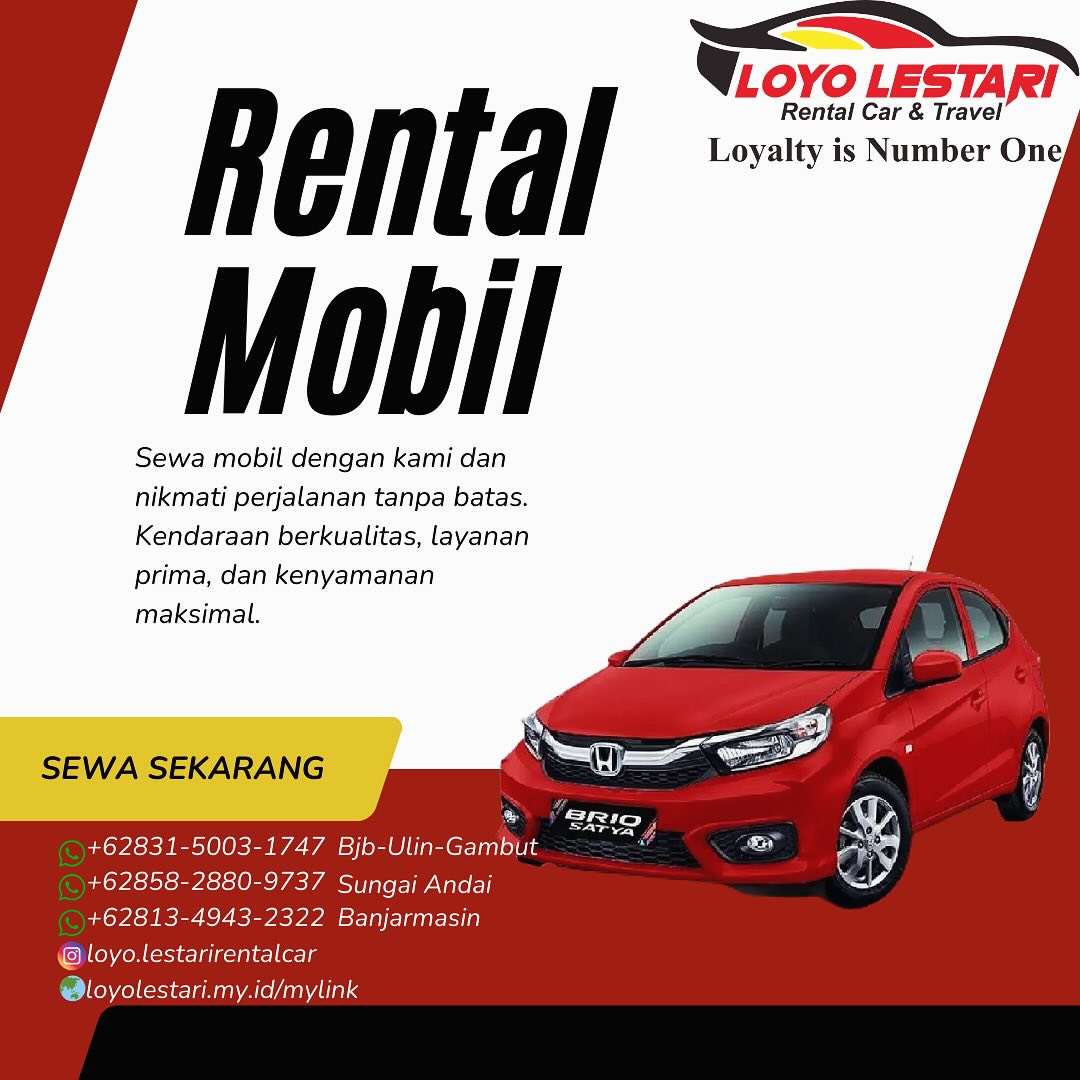 LOYO LESTARI
Rental Car & Travel
Loyalty is Number One
Rental
Mobil
Sewa mobil dengan kami dan
nikmati perjalanan tanpa batas.
Kendaraan berkualitas, layanan
prima, dan kenyamanan
maksimal.
BRIO
SATYA
SEWA SEKARANG
+62831-5003-1747 Bjb-Ulin-Gambut
+62858-2880-9737 Sungai Andai
+62813-4943-2322 Banjarmasin
loyo.lestarirentalcar
loyolestari.my.id/mylink